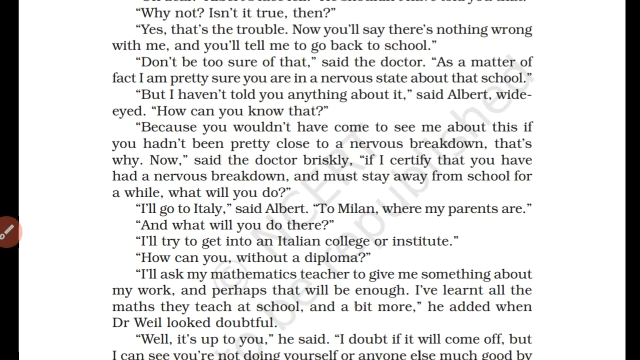 "Why not? Isn't it true, then?"
"Yes, that's the trouble. Now you'll say there's nothing wrong
with me, and you'll tell me to go back to school."
"Don't be too sure of that," said the doctor. "As a matter of
fact I am pretty sure you are in a nervous state about that school."
"But I haven't told you anything about it," said Albert, wide-
eyed. "How can you know that?"
"Because you wouldn't have come to see me about this if
you hadn't been pretty close to a nervous breakdown, that's
why. Now," said the doctor briskly, "if I certify that you have
had a nervous breakdown, and must stay away from school for
a while, what will you do?"
"I'll go to Italy," said Albert. "To Milan, where my parents are."
"And what will you do there?"
"I'll try to get into an Italian college or institute."
"How can you, without a diploma?"
"I'll ask my mathematics teacher to give me something about
my work, and perhaps that will be enough. I've learnt all
the maths they teach at school, and a bit more," he added when
Dr Weil looked doubtful.
"Well, it's up to you," he said. "I doubt if it will come off, but
I can see you're not doing yourself or anyone else much good by
© NCERT
be republished